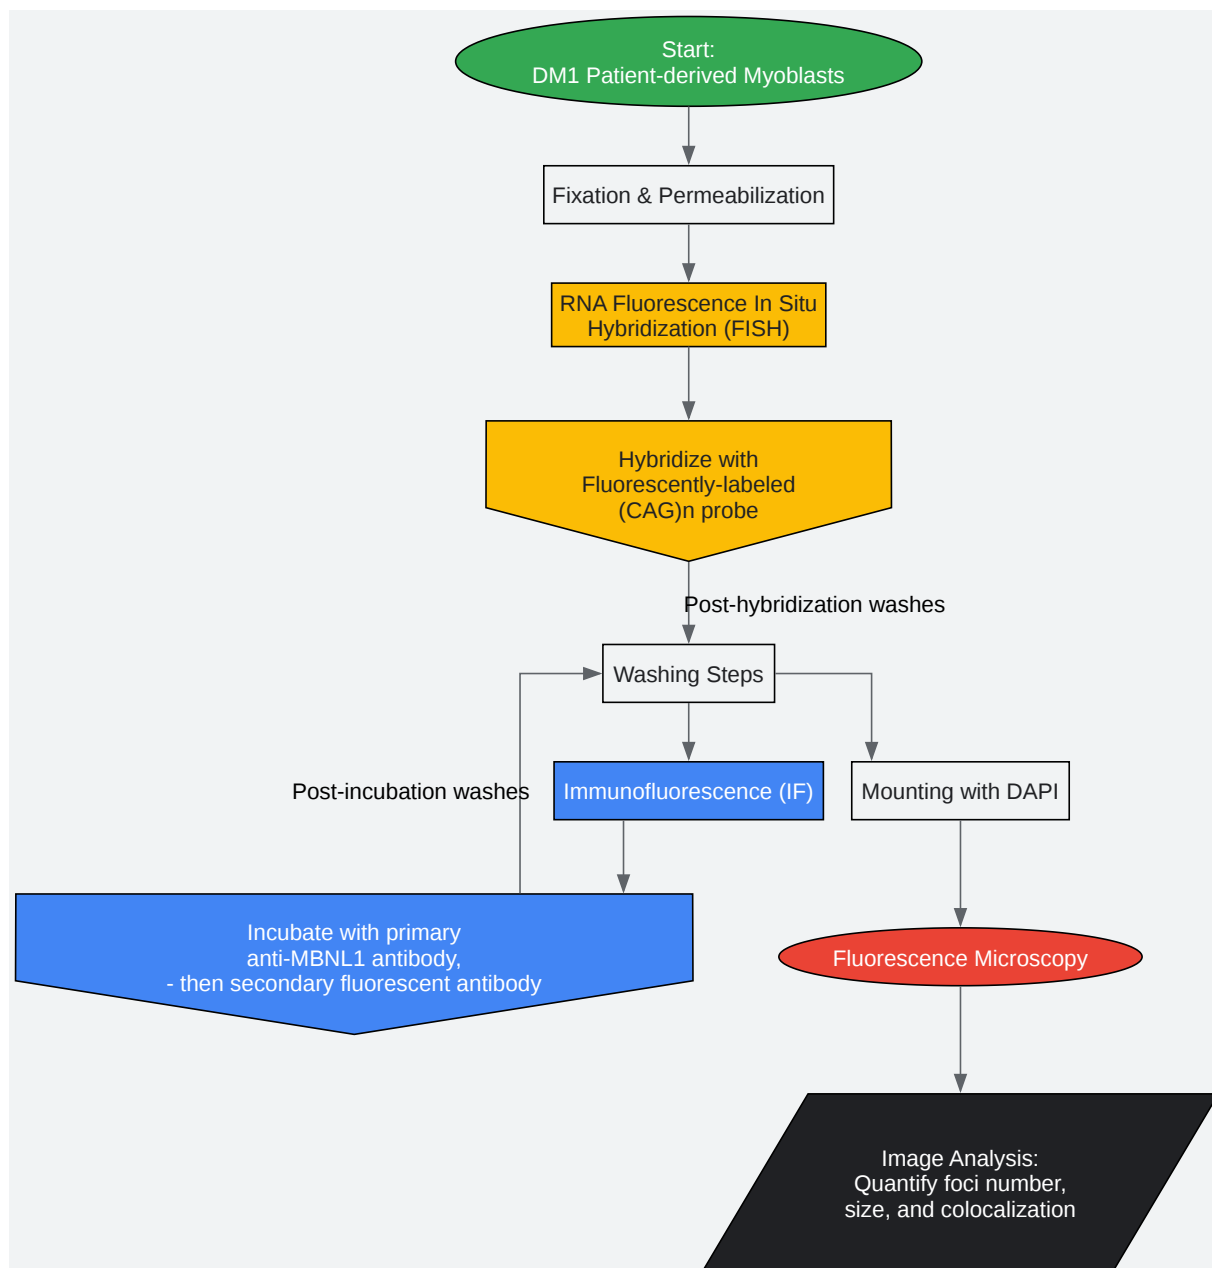 Start:
DM1 Patient-derived Myoblasts
Fixation & Permeabilization
RNA Fluorescence In Situ
Hybridization (FISH)
Hybridize with
Fluorescently-labeled
(CAG)n probe
Post-hybridization washes
Washing Steps
Post-incubation washes
Immunofluorescence (IF)
Mounting with DAPI
Incubate with primary
anti-MBNL1 antibody,
- then secondary fluorescent antibody
Fluorescence Microscopy
Image Analysis:
Quantify foci number,
size, and colocalization